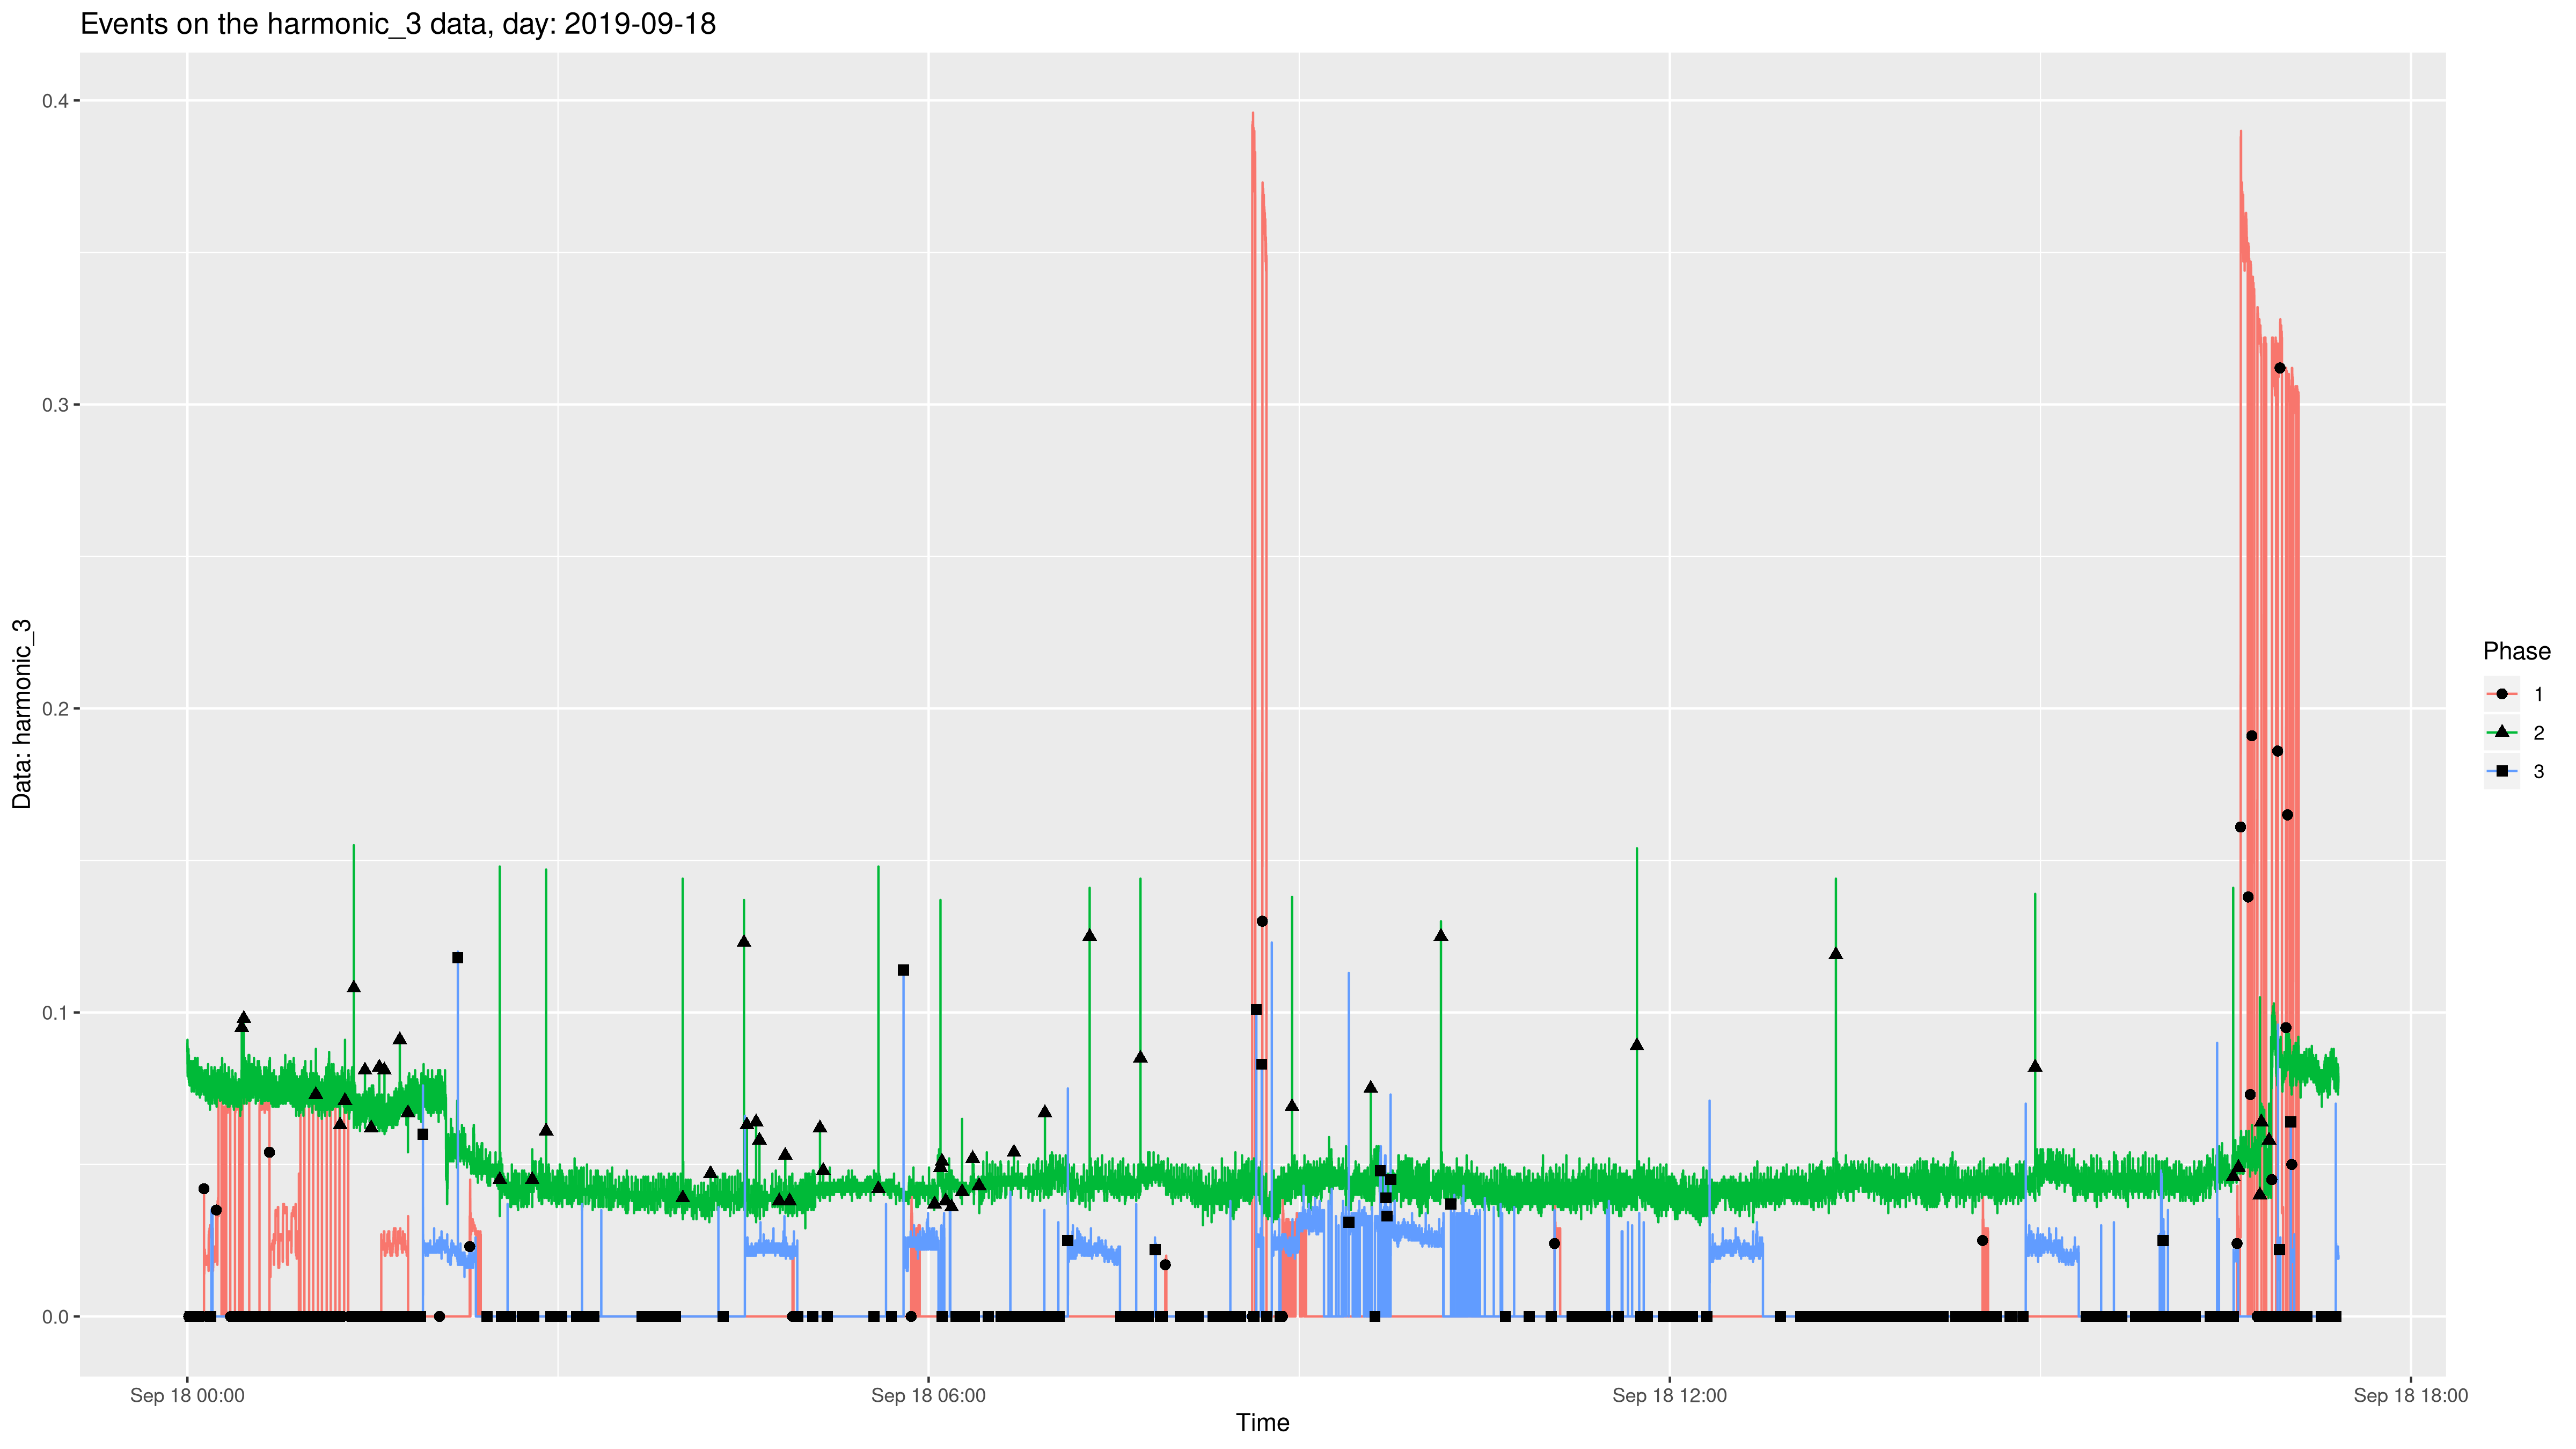 Events on the harmonic_3 data, day: 2019-09-18
Data: harmonic_3
0.4
0.3
0.2
0.1
0.0
Sep 18 00:00
Sep 18 06:00
Sep 18 12:00
Sep 18 18:00
Time
Phase
1
2
3